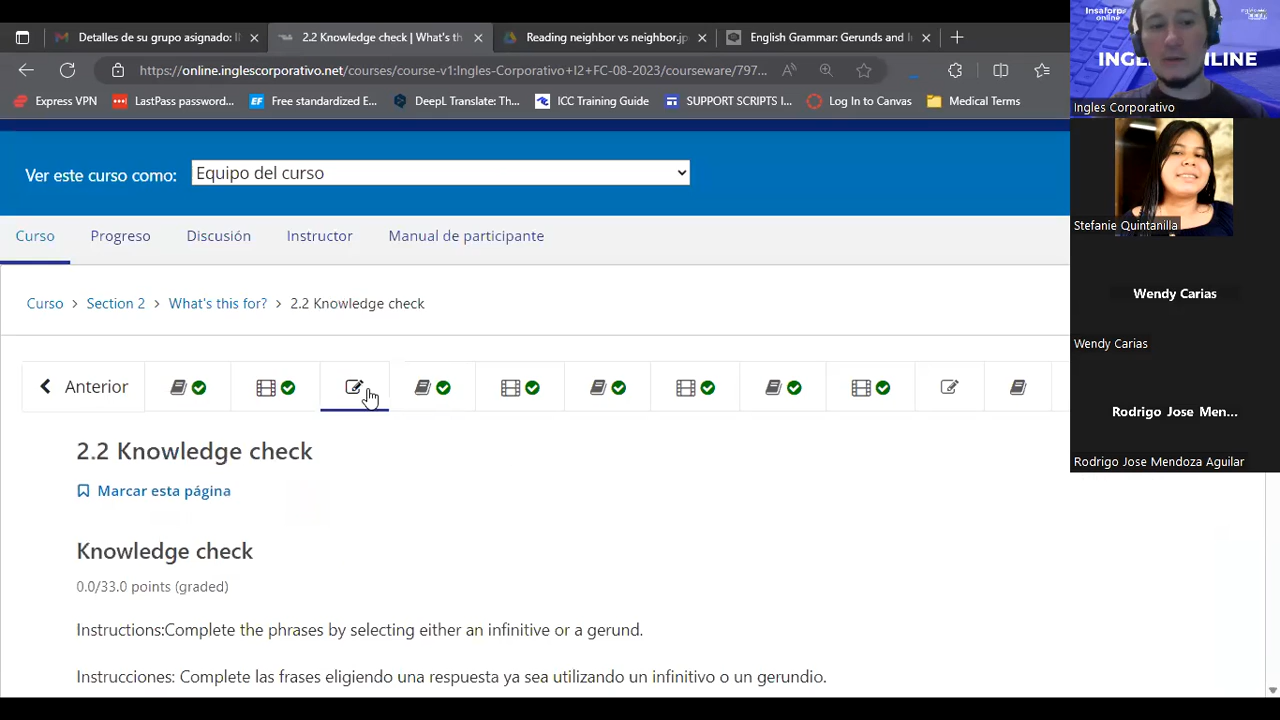 Detalles de su grupo asignado: II
2.2 Knowledge check | What's th
Reading neighbor vs neighbor.jp
English Grammar: Gerunds and I
https://online.inglescorporativo.net/courses/course-v1:Ingles-Corporativo+I2+FC-08-2023/courseware/797...
Express VPN
LastPass password...
EF Free standardized E...
DeepL Translate: Th...
ICC Training Guide
SUPPORT SCRIPTS I...
Log In to Canvas
Medical Terms
Ver este curso como:
Equipo del curso
Curso
Progreso
Discusión
Instructor
Manual de participante
Curso > Section 2 > What's this for? > 2.2 Knowledge check
Anterior
2.2 Knowledge check
Marcar esta página
Knowledge check
0.0/33.0 points (graded)
Instructions:Complete the phrases by selecting either an infinitive or a gerund.
Instrucciones: Complete las frases eligiendo una respuesta ya sea utilizando un infinitivo o un gerundio.
Insaforp
online
Ingles Corporativo
Stefanie Quintanilla
Wendy Carias
Wendy Carias
Rodrigo Jose Men...
Rodrigo Jose Mendoza Aguilar